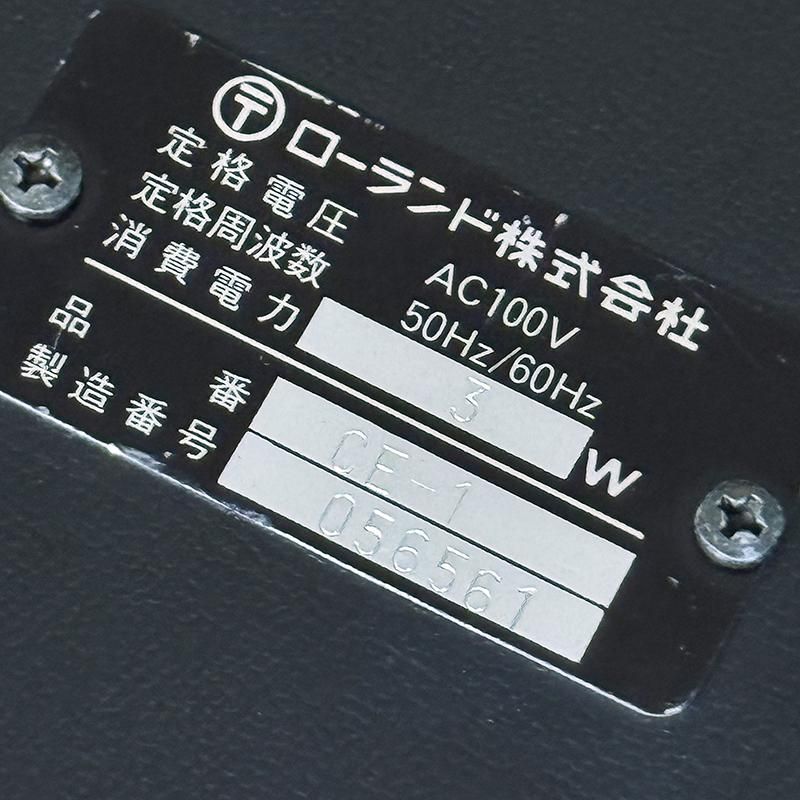 〒 ローランド株式会社
定格電圧 AC100V
定格周波数 50Hz/60Hz
消費電力 3 W
品番 CE-1
製造番号 056561